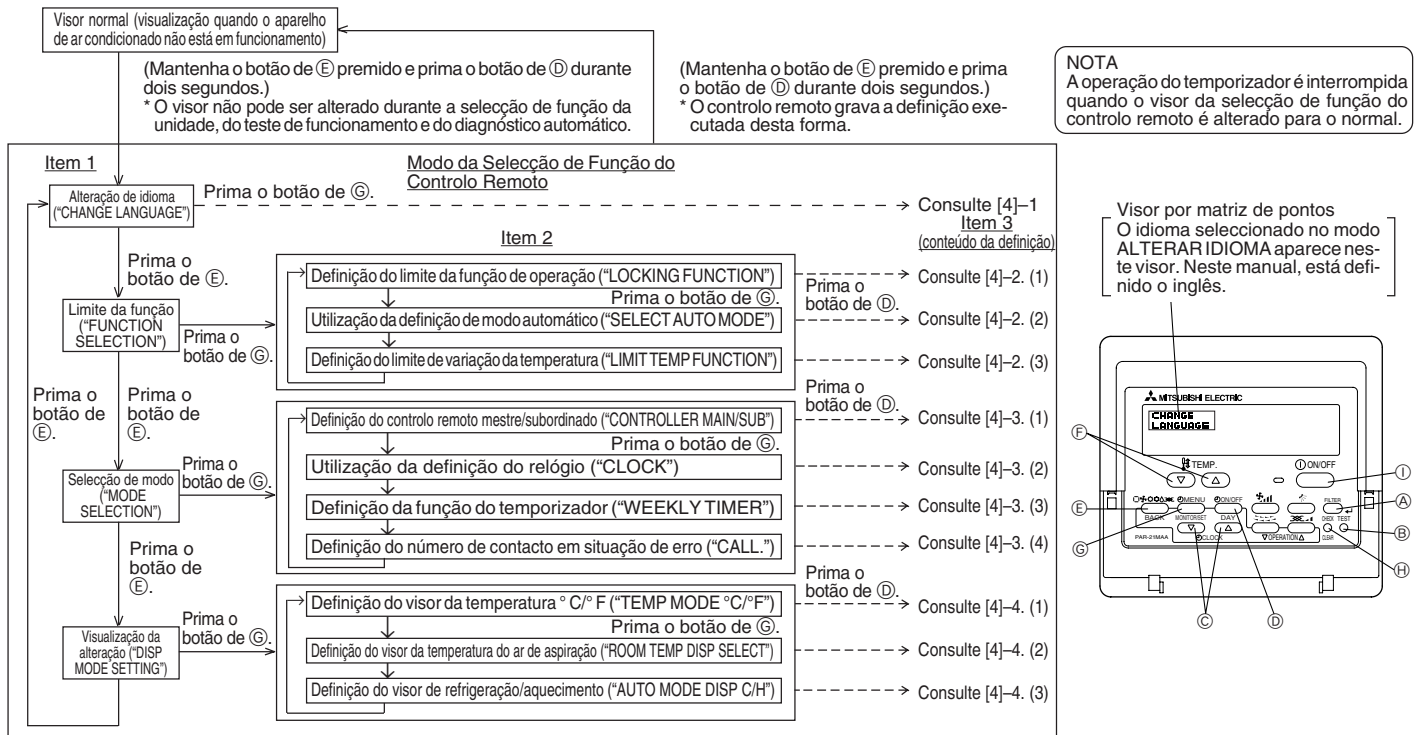 Visor normal (visualização quando o aparelho
de ar condicionado não está em funcionamento)
(Mantenha o botão de Ⓔ premido e prima o botão de Ⓓ durante
dois segundos.)
* O visor não pode ser alterado durante a selecção de função da
unidade, do teste de funcionamento e do diagnóstico automático.
(Mantenha o botão de Ⓔ premido e prima
o botão de Ⓓ durante dois segundos.)
* O controlo remoto grava a definição exe-
cutada desta forma.
NOTA
A operação do temporizador é interrompida
quando o visor da selecção de função do
controlo remoto é alterado para o normal.
Item 1
Modo da Selecção de Função do
Controlo Remoto
Alteração de idioma
("CHANGE LANGUAGE")
Prima o botão de Ⓖ.
Consulte [4]–1
Item 2
Item 3
(conteúdo da definição)
Prima o
botão de Ⓔ.
Limite da função
("FUNCTION
SELECTION")
Prima o
botão de Ⓖ.
Definição do limite da função de operação ("LOCKING FUNCTION")
Prima o botão de Ⓖ.
Utilização da definição de modo automático ("SELECT AUTO MODE")
Definição do limite de variação da temperatura ("LIMIT TEMP FUNCTION")
Prima o
botão de Ⓓ.
Consulte [4]–2. (1)
Consulte [4]–2. (2)
Consulte [4]–2. (3)
Prima o
botão de
Ⓔ.
Prima o
botão de
Ⓔ.
Selecção de modo
("MODE
SELECTION")
Prima o
botão de Ⓖ.
Definição do controlo remoto mestre/subordinado ("CONTROLLER MAIN/SUB")
Prima o botão de Ⓖ.
Utilização da definição do relógio ("CLOCK")
Definição da função do temporizador ("WEEKLY TIMER")
Definição do número de contacto em situação de erro ("CALL.")
Prima o
botão de Ⓓ.
Consulte [4]–3. (1)
Consulte [4]–3. (2)
Consulte [4]–3. (3)
Consulte [4]–3. (4)
Prima o
botão de
Ⓔ.
Visualização da
alteração ("DISP
MODE SETTING")
Prima o
botão de Ⓖ.
Definição do visor da temperatura ° C/° F ("TEMP MODE °C/°F")
Prima o botão de Ⓖ.
Definição do visor da temperatura do ar de aspiração ("ROOM TEMP DISP SELECT")
Definição do visor de refrigeração/aquecimento ("AUTO MODE DISP C/H")
Prima o
botão de Ⓓ.
Consulte [4]–4. (1)
Consulte [4]–4. (2)
Consulte [4]–4. (3)
Visor por matriz de pontos
O idioma seleccionado no modo
ALTERAR IDIOMA aparece nes-
te visor. Neste manual, está defi-
nido o inglês.
MITSUBISHI ELECTRIC
CHANGE
LANGUAGE
Ⓕ
TEMP.
ON/OFF
Ⓘ
MENU
ON/OFF
FILTER
Ⓐ
Ⓔ
BACK
MONITOR/SET
DAY
CHECK TEST
Ⓑ
Ⓖ
PAR-21MAA
CLOCK
OPERATION
CLEAR
Ⓗ
Ⓒ
Ⓓ